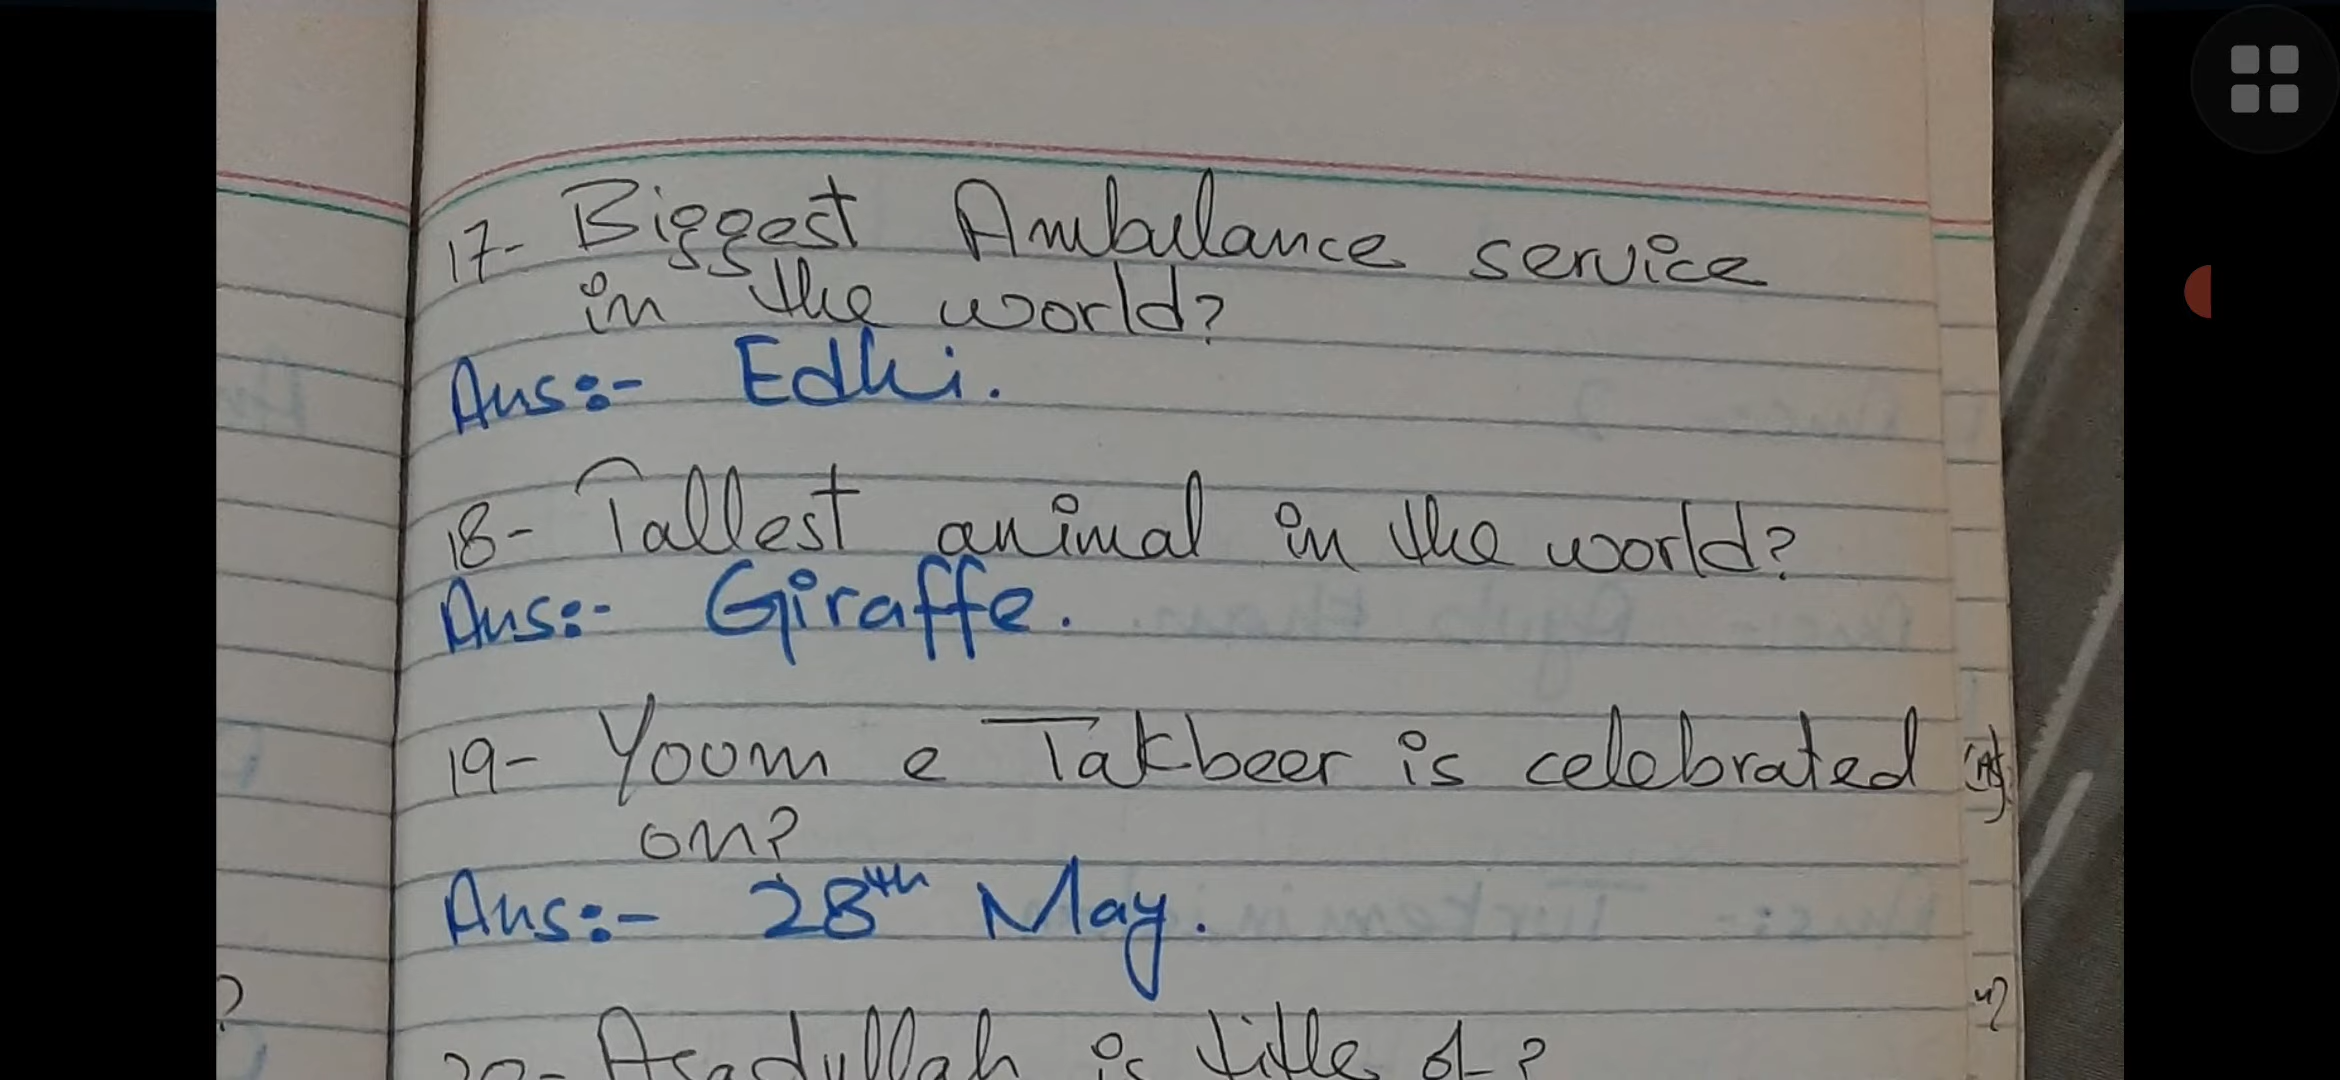 17- Biggest Ambulance service
in the world?
Ans:- Edhi.
18- Tallest animal in the world?
Ans:- Giraffe.
19- Youm e Takbeer is celebrated
on?
Ans:- 28th May.
20- Asadullah is title of?